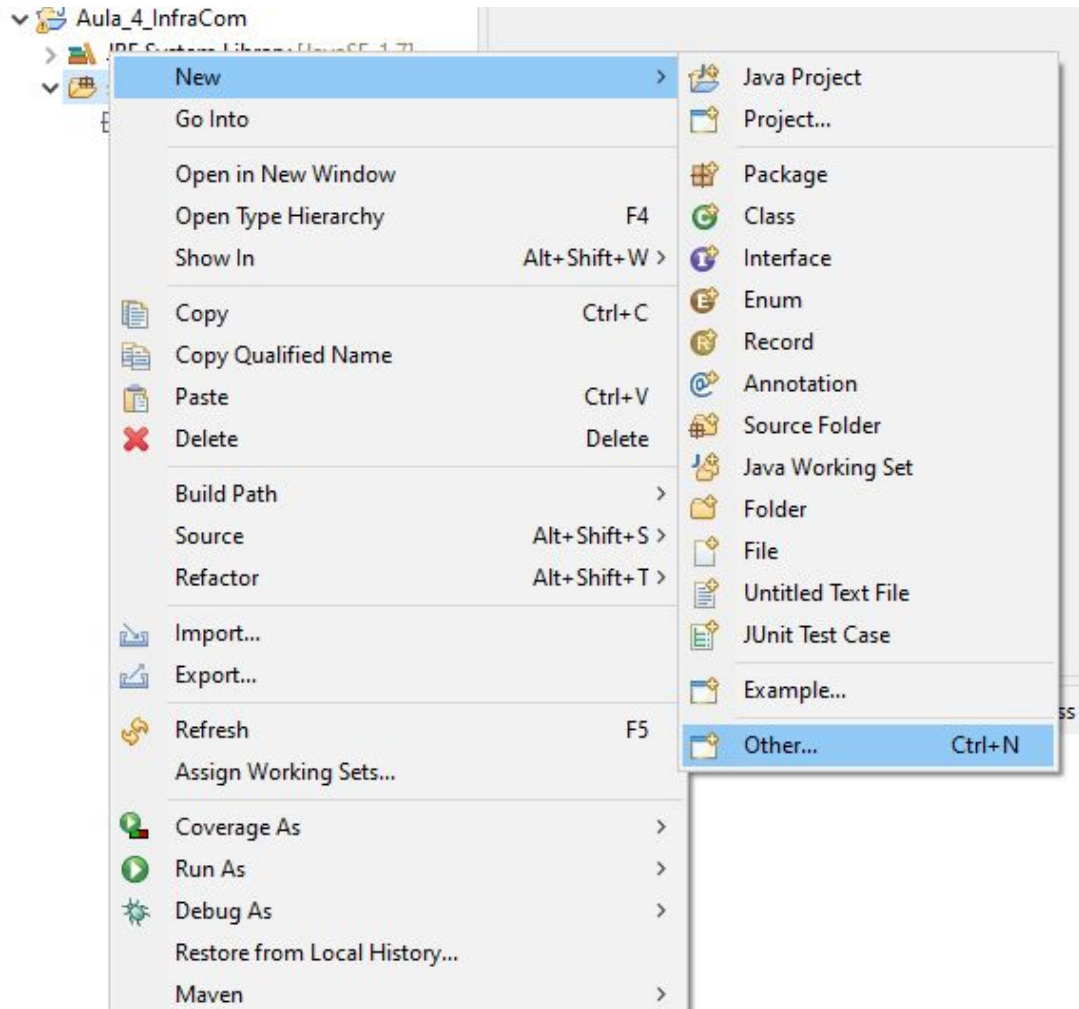 Aula_4_InfraCom
New
Go Into
Open in New Window
Open Type Hierarchy F4
Show In Alt+Shift+W >
Copy Ctrl+C
Copy Qualified Name
Paste Ctrl+V
Delete Delete
Build Path
Source Alt+Shift+S >
Refactor Alt+Shift+T >
Import...
Export...
Refresh F5
Assign Working Sets...
Coverage As
Run As
Debug As
Restore from Local History...
Maven
Java Project
Project...
Package
Class
Interface
Enum
Record
Annotation
Source Folder
Java Working Set
Folder
File
Untitled Text File
JUnit Test Case
Example...
Other... Ctrl+N
ss